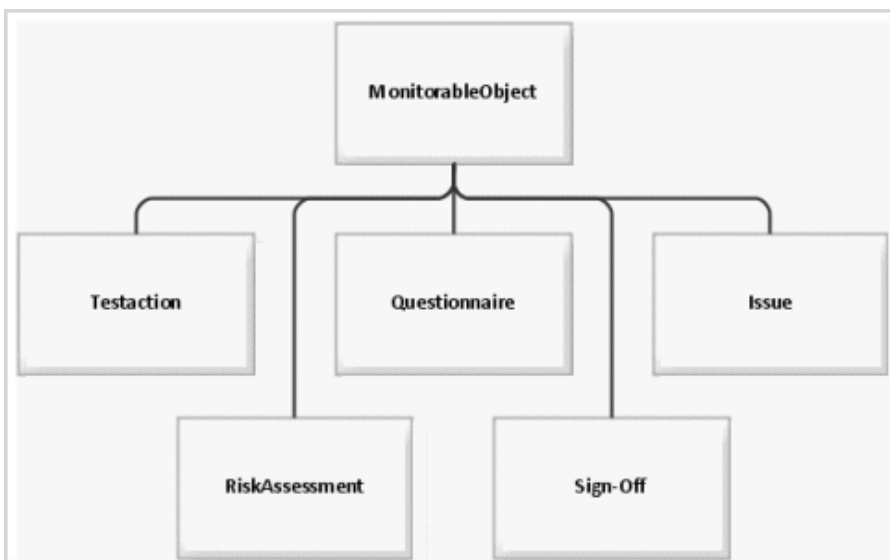 MonitorableObject
Testaction
Questionnaire
Issue
RiskAssessment
Sign-Off